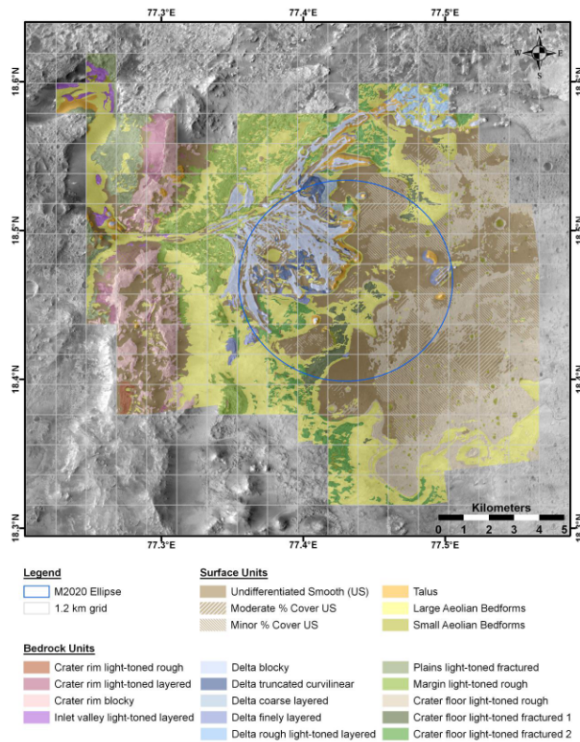 77.3°E 77.4°E 77.5°E
N
W E
S
18.6°N 18.6°N
18.5°N 18.5°N
18.4°N 18.4°N
18.3°N
Kilometers
0 1 2 3 4 5
77.3°E 77.4°E 77.5°E
Legend
M2020 Ellipse
1.2 km grid
Surface Units
Undifferentiated Smooth (US)
Moderate % Cover US
Minor % Cover US
Talus
Large Aeolian Bedforms
Small Aeolian Bedforms
Bedrock Units
Crater rim light-toned rough
Crater rim light-toned layered
Crater rim blocky
Inlet valley light-toned layered
Delta blocky
Delta truncated curvilinear
Delta coarse layered
Delta finely layered
Delta rough light-toned layered
Plains light-toned fractured
Margin light-toned rough
Crater floor light-toned rough
Crater floor light-toned fractured 1
Crater floor light-toned fractured 2